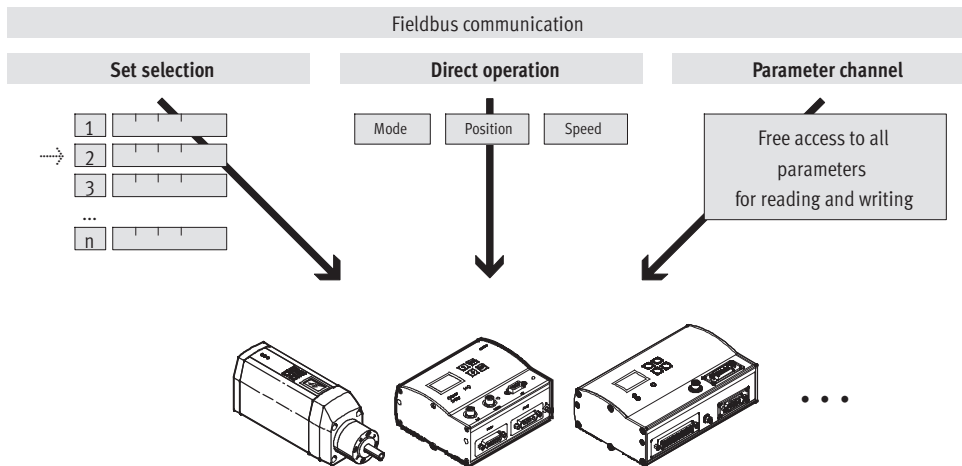 Fieldbus communication
Set selection
Direct operation
Parameter channel
1
2
3
...
n
Mode
Position
Speed
Free access to all
parameters
for reading and writing